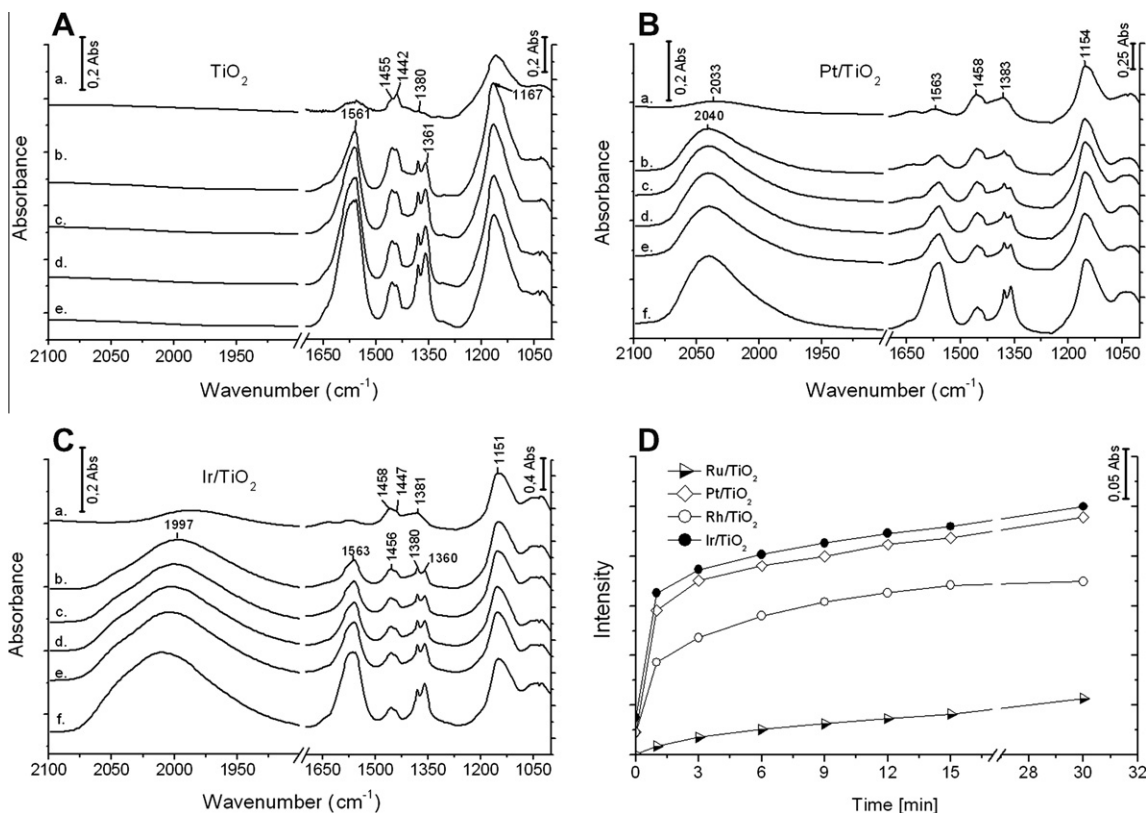 A
0,2 Abs
TiO2
1455
1442
1380
0,2 Abs
1167
1561
1361
a.
b.
c.
d.
e.
Absorbance
2100 2050 2000 1950 1650 1500 1350 1200 1050
Wavenumber (cm-1)
B
0,2 Abs
Pt/TiO2
2033
2040
1563
1458
1383
1154
0,25 Abs
a.
b.
c.
d.
e.
f.
Absorbance
2100 2050 2000 1950 1650 1500 1350 1200 1050
Wavenumber (cm-1)
C
0,2 Abs
Ir/TiO2
1997
1458
1447
1381
1151
0,4 Abs
1563
1456
1380
1360
a.
b.
c.
d.
e.
f.
Absorbance
2100 2050 2000 1950 1650 1500 1350 1200 1050
Wavenumber (cm-1)
D
0,05 Abs
Ru/TiO2
Pt/TiO2
Rh/TiO2
Ir/TiO2
Intensity
0 3 6 9 12 15 28 30 32
Time [min]